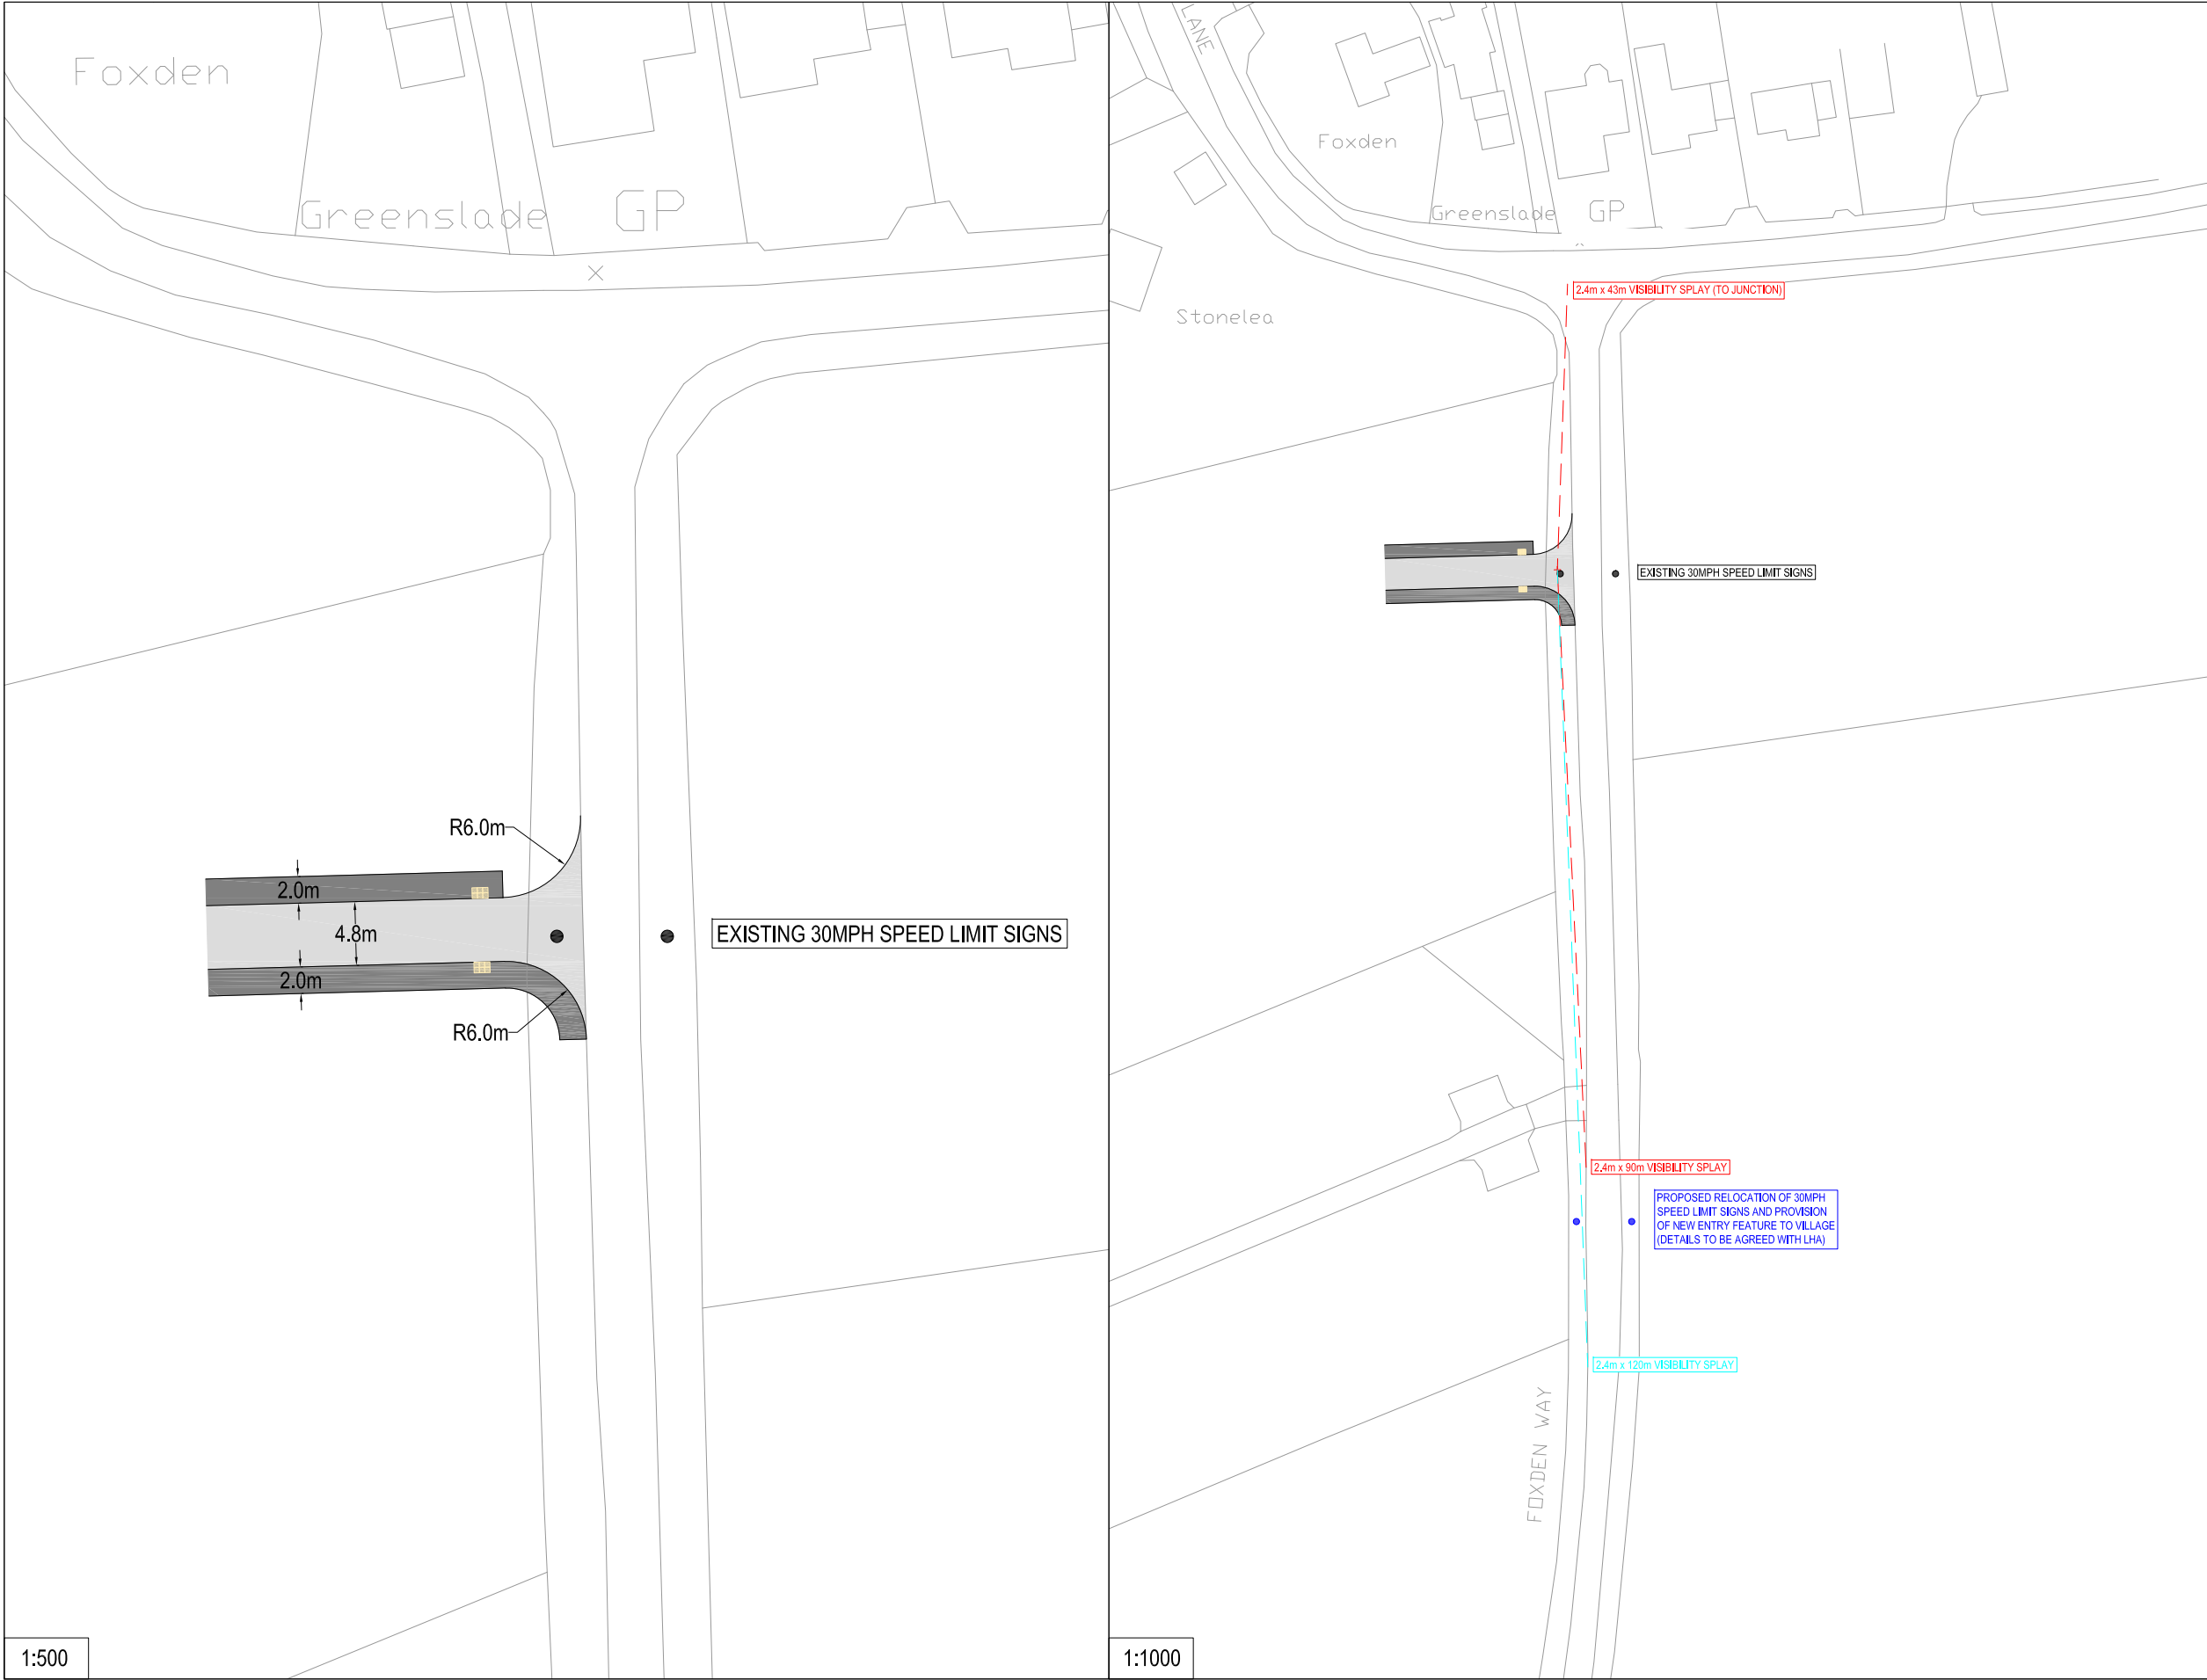 Foxden
Greenslade
GP
R6.0m
2.0m
4.8m
2.0m
R6.0m
EXISTING 30MPH SPEED LIMIT SIGNS
1:500
LANE
Foxden
Greenslade
GP
Stonelea
2.4m x 43m VISIBILITY SPLAY (TO JUNCTION)
EXISTING 30MPH SPEED LIMIT SIGNS
2.4m x 90m VISIBILITY SPLAY
PROPOSED RELOCATION OF 30MPH
SPEED LIMIT SIGNS AND PROVISION
OF NEW ENTRY FEATURE TO VILLAGE
(DETAILS TO BE AGREED WITH LHA)
2.4m x 120m VISIBILITY SPLAY
FOXDEN WAY
1:1000